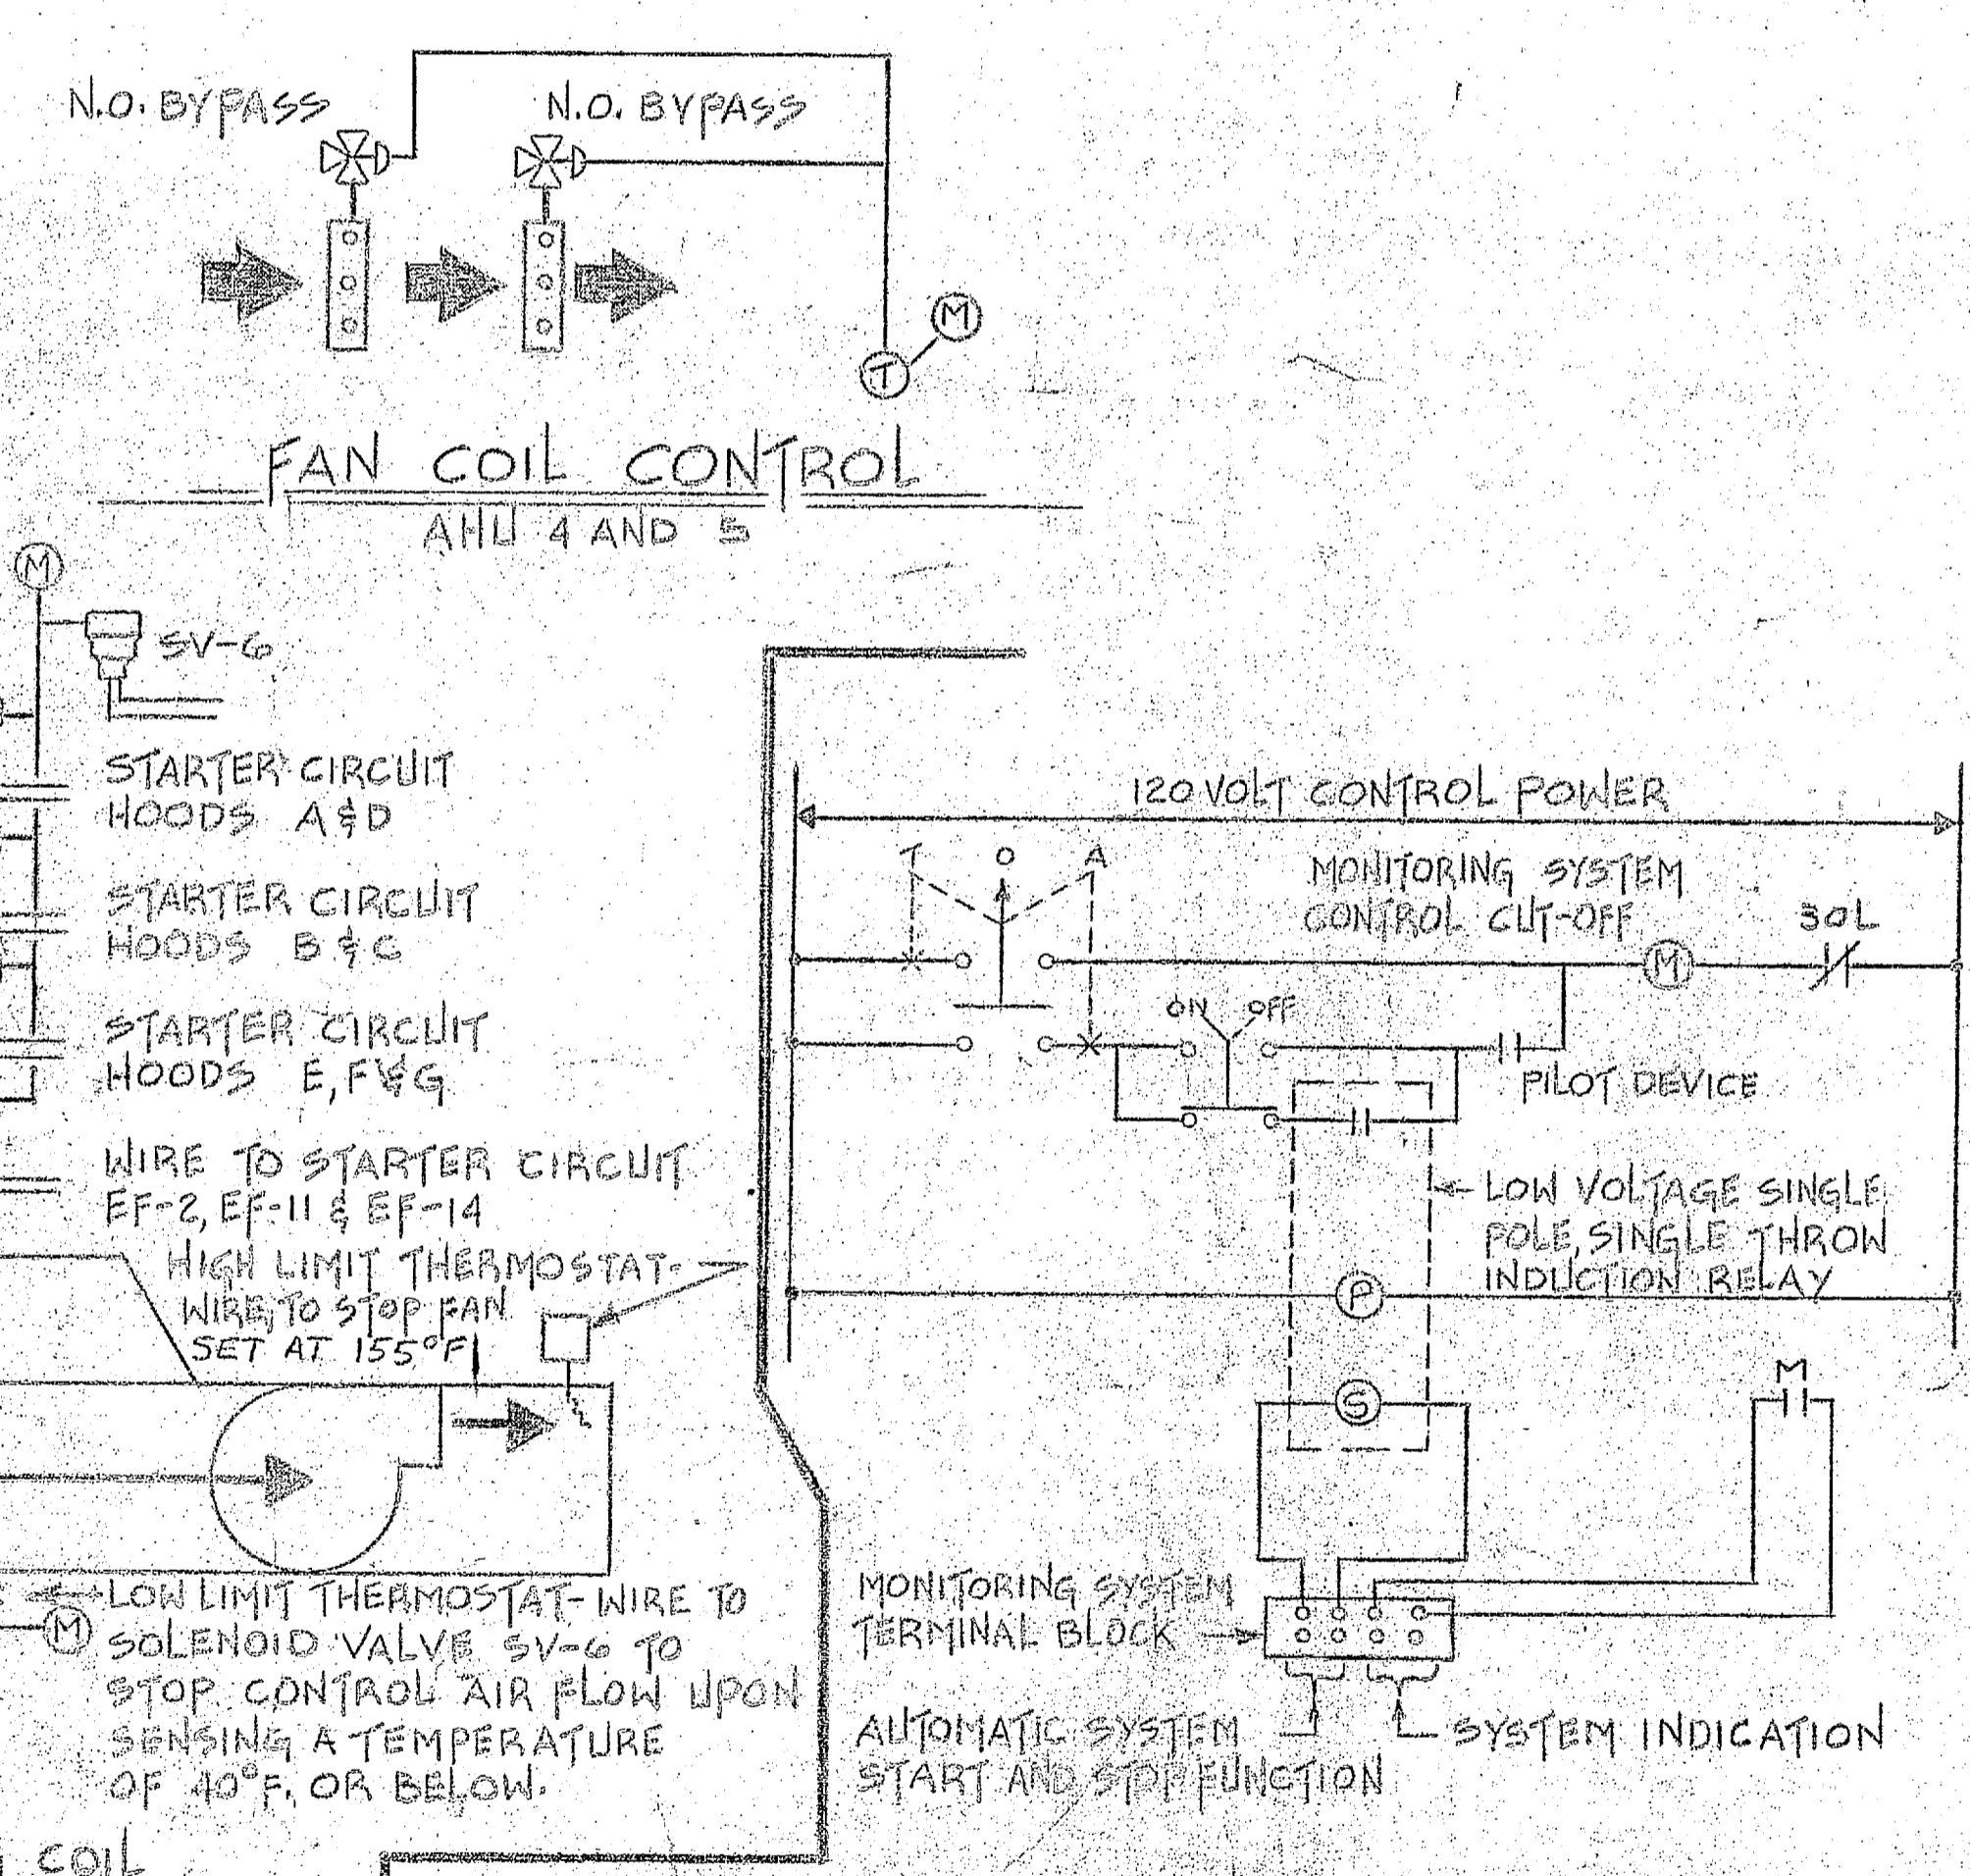 N.O. BYPASS
N.O. BYPASS
M
T
FAN COIL CONTROL
AHU 4 AND 5
M
SV-6
STARTER CIRCUIT
HOODS A & D
STARTER CIRCUIT
HOODS B & C
STARTER CIRCUIT
HOODS E, F & G
WIRE TO STARTER CIRCUIT
EF-2, EF-11 & EF-14
HIGH LIMIT THERMOSTAT-
WIRE, TO STOP FAN
SET AT 155°F
LOW LIMIT THERMOSTAT- WIRE TO
M
SOLENOID VALVE SV-6 TO
STOP CONTROL AIR FLOW UPON
SENSING A TEMPERATURE
OF 40°F. OR BELOW.
COIL
120 VOLT CONTROL POWER
T O A
MONITORING SYSTEM
CONTROL CUT-OFF
3OL
M
ON OFF
PILOT DEVICE
LOW VOLTAGE SINGLE
POLE, SINGLE THROW
INDUCTION RELAY
P
S
M
MONITORING SYSTEM
TERMINAL BLOCK
AUTOMATIC SYSTEM
START AND STOP FUNCTION
SYSTEM INDICATION